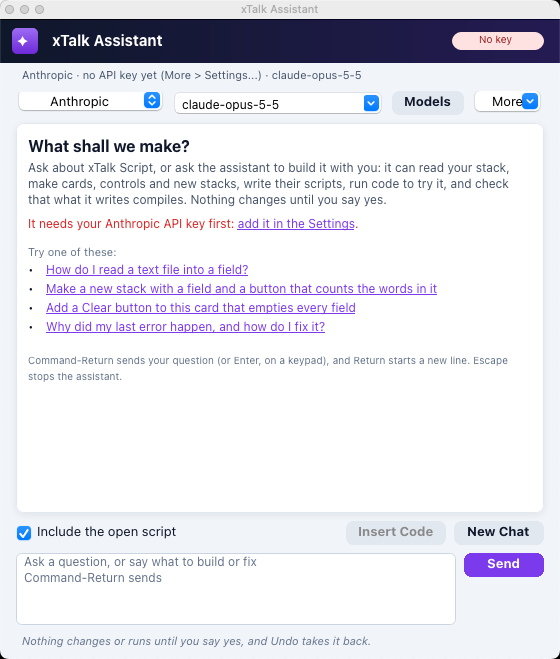 xTalk Assistant
xTalk Assistant
No key
Anthropic · no API key yet (More > Settings...) · claude-opus-5-5
Anthropic
claude-opus-5-5
Models
More
What shall we make?
Ask about xTalk Script, or ask the assistant to build it with you: it can read your stack,
make cards, controls and new stacks, write their scripts, run code to try it, and check
that what it writes compiles. Nothing changes until you say yes.
It needs your Anthropic API key first: add it in the Settings.
Try one of these:
• How do I read a text file into a field?
• Make a new stack with a field and a button that counts the words in it
• Add a Clear button to this card that empties every field
• Why did my last error happen, and how do I fix it?
Command-Return sends your question (or Enter, on a keypad), and Return starts a new line. Escape
stops the assistant.
Include the open script
Insert Code
New Chat
Ask a question, or say what to build or fix
Command-Return sends
Send
Nothing changes or runs until you say yes, and Undo takes it back.